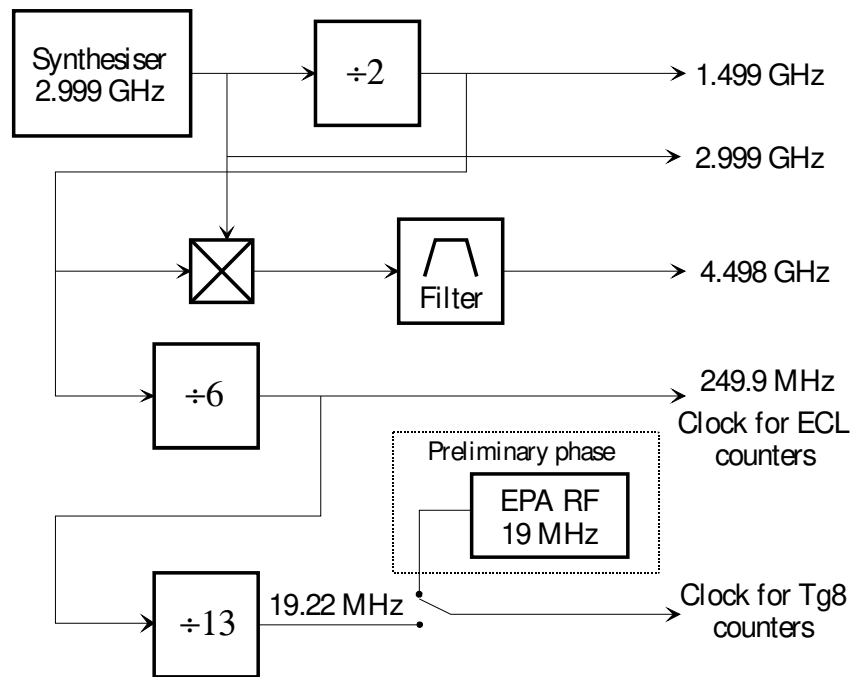 Synthesiser
2.999 GHz
÷2
1.499 GHz
2.999 GHz
Filter
4.498 GHz
÷6
249.9 MHz
Clock for ECL
counters
Preliminary phase
EPA RF
19 MHz
÷13
19.22 MHz
Clock for Tg8
counters